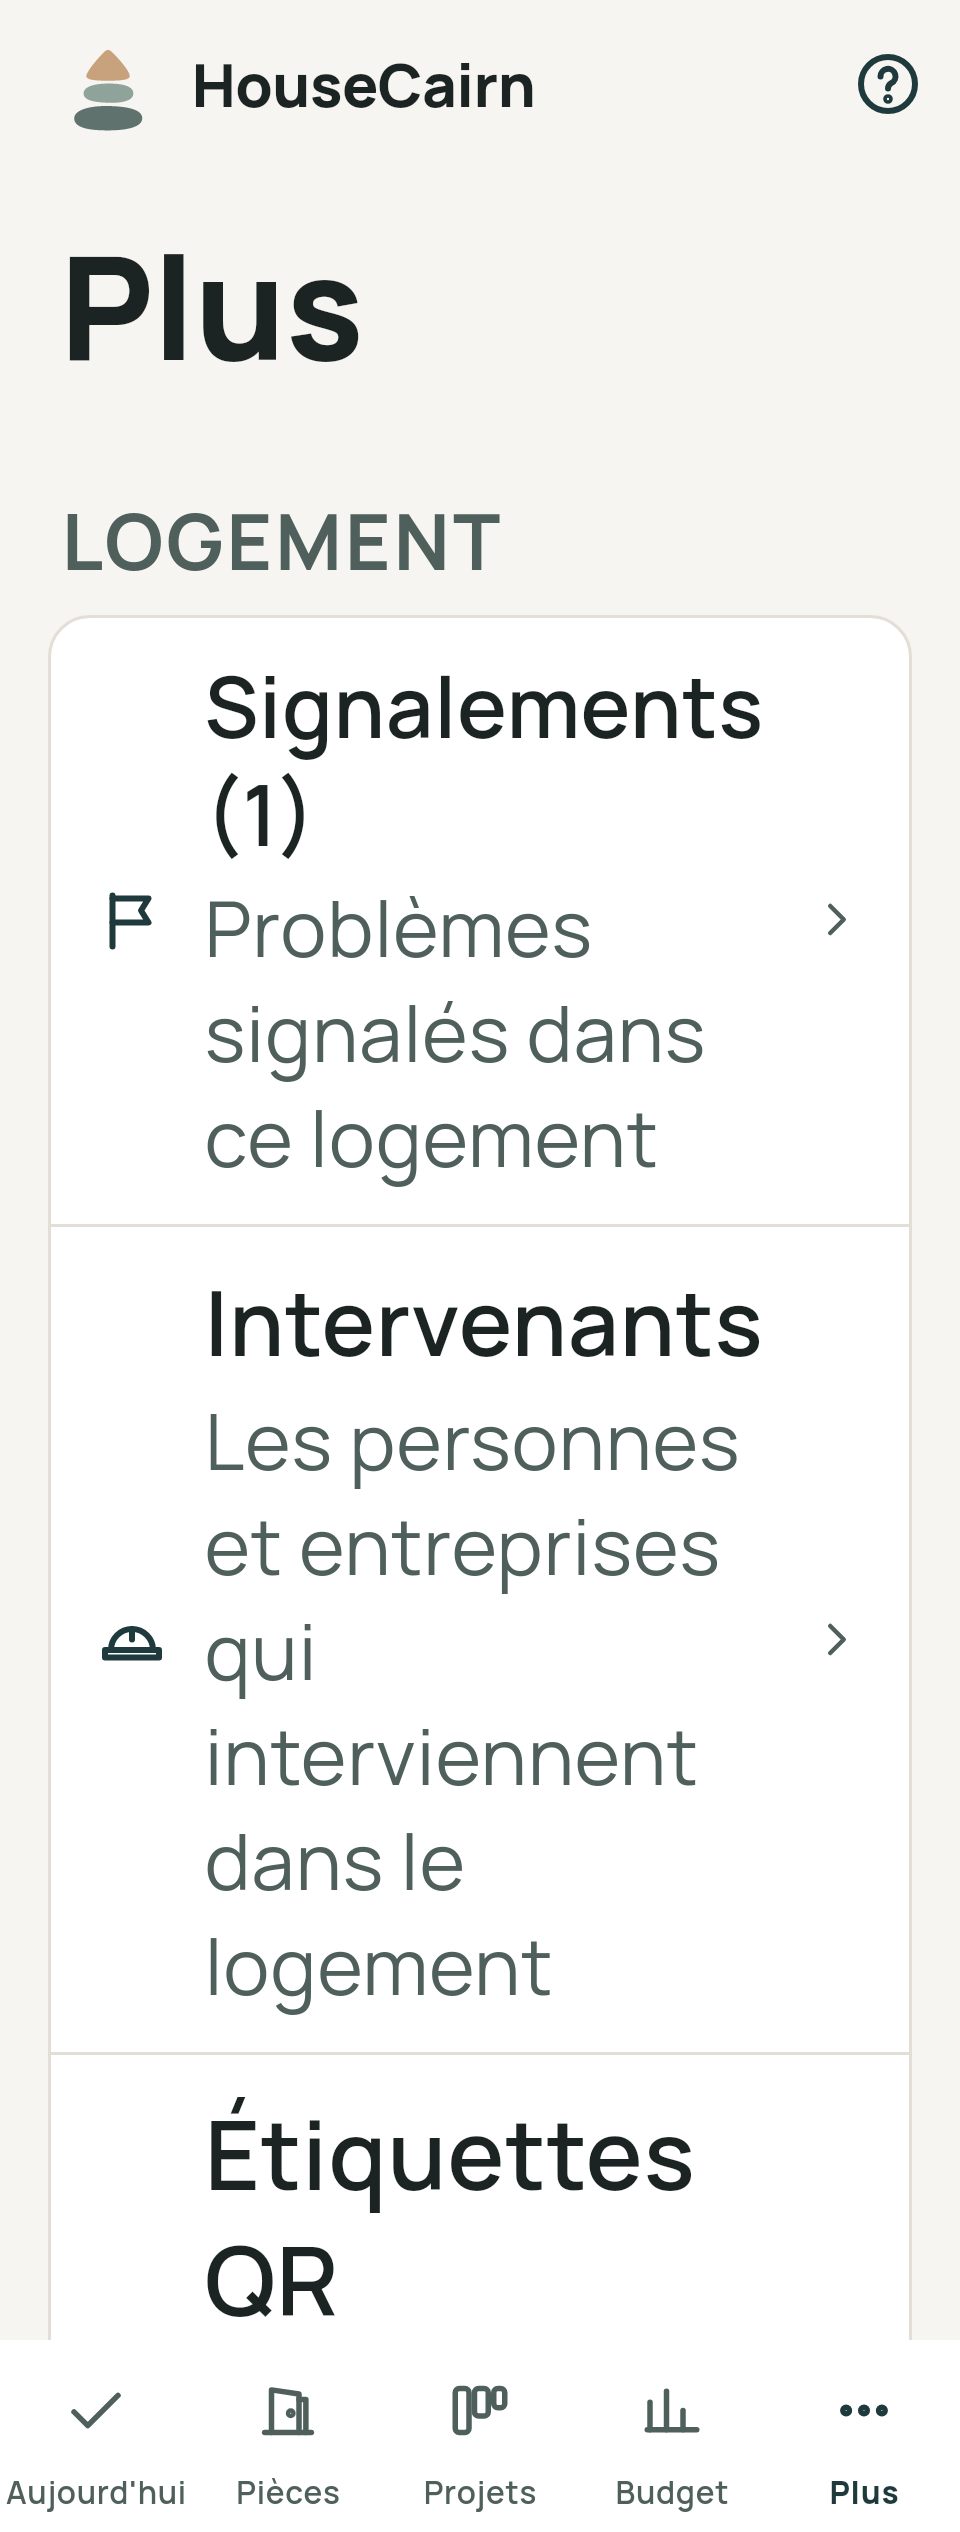 HouseCairn
Plus
LOGEMENT
Signalements
(1)
Problèmes
signalés dans
ce logement
Intervenants
Les personnes
et entreprises
qui
interviennent
dans le
logement
Étiquettes
QR
Aujourd'hui
Pièces
Projets
Budget
Plus